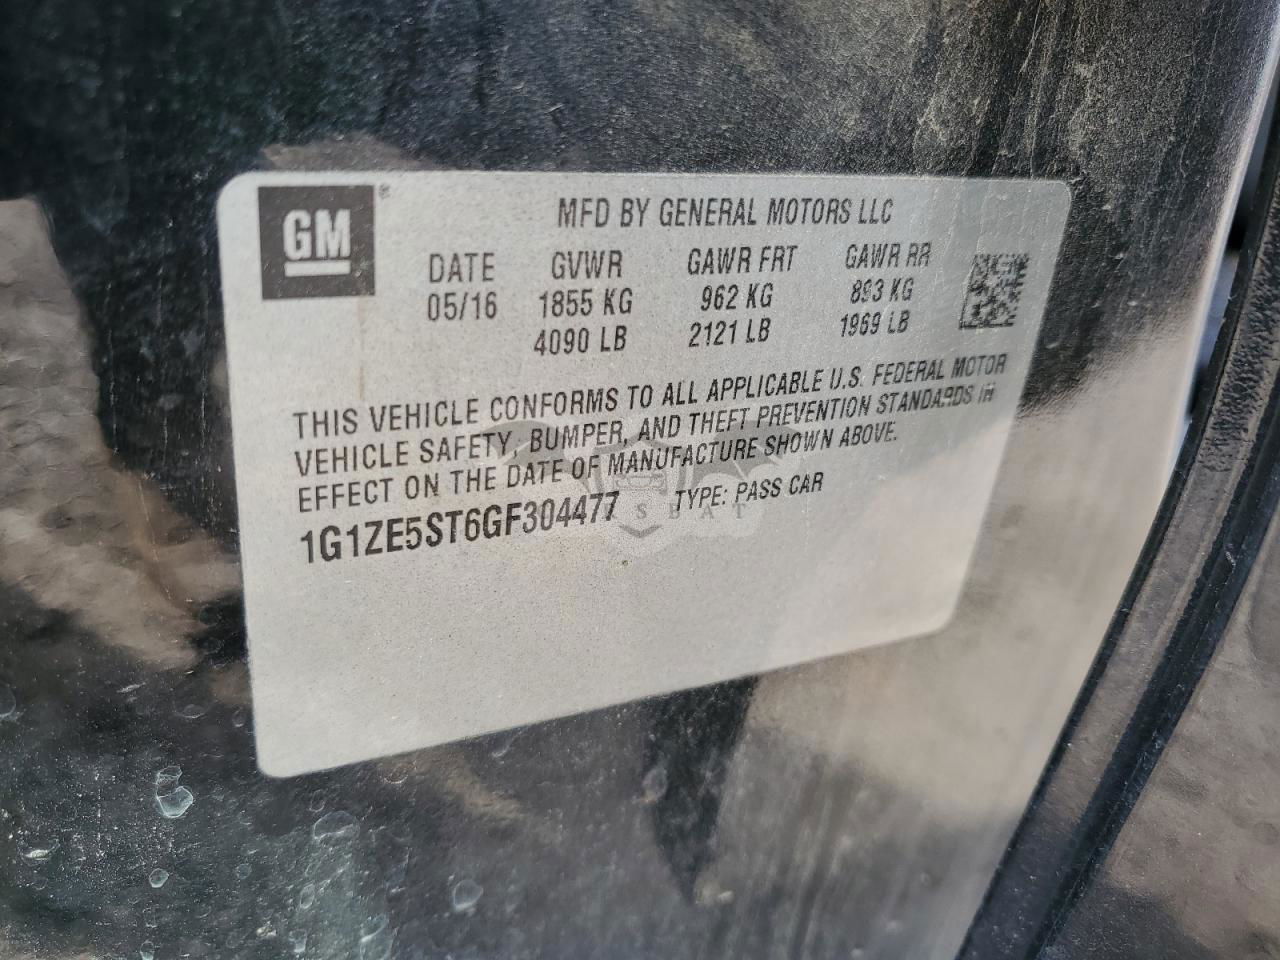 GM ®
MFD BY GENERAL MOTORS LLC
DATE GVWR GAWR FRT GAWR RR
05/16 1855 KG 962 KG 893 KG
4090 LB 2121 LB 1969 LB
THIS VEHICLE CONFORMS TO ALL APPLICABLE U.S. FEDERAL MOTOR
VEHICLE SAFETY, BUMPER, AND THEFT PREVENTION STANDARDS IN
EFFECT ON THE DATE OF MANUFACTURE SHOWN ABOVE.
1G1ZE5ST6GF304477 TYPE: PASS CAR